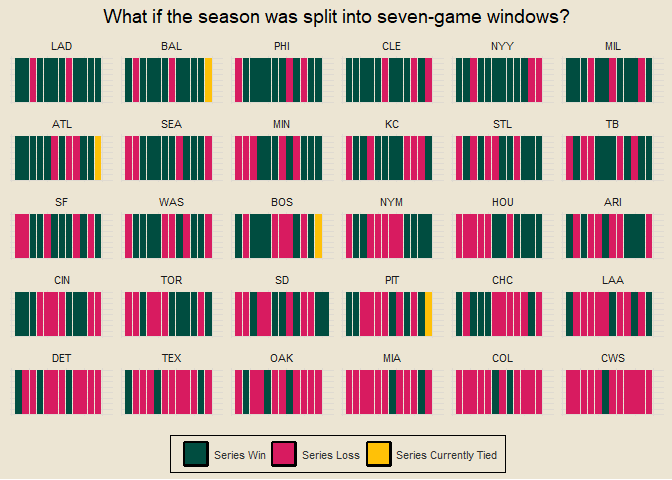 What if the season was split into seven-game windows?
LAD BAL PHI CLE NYY MIL
ATL SEA MIN KC STL TB
SF WAS BOS NYM HOU ARI
CIN TOR SD PIT CHC LAA
DET TEX OAK MIA COL CWS
Series Win Series Loss Series Currently Tied